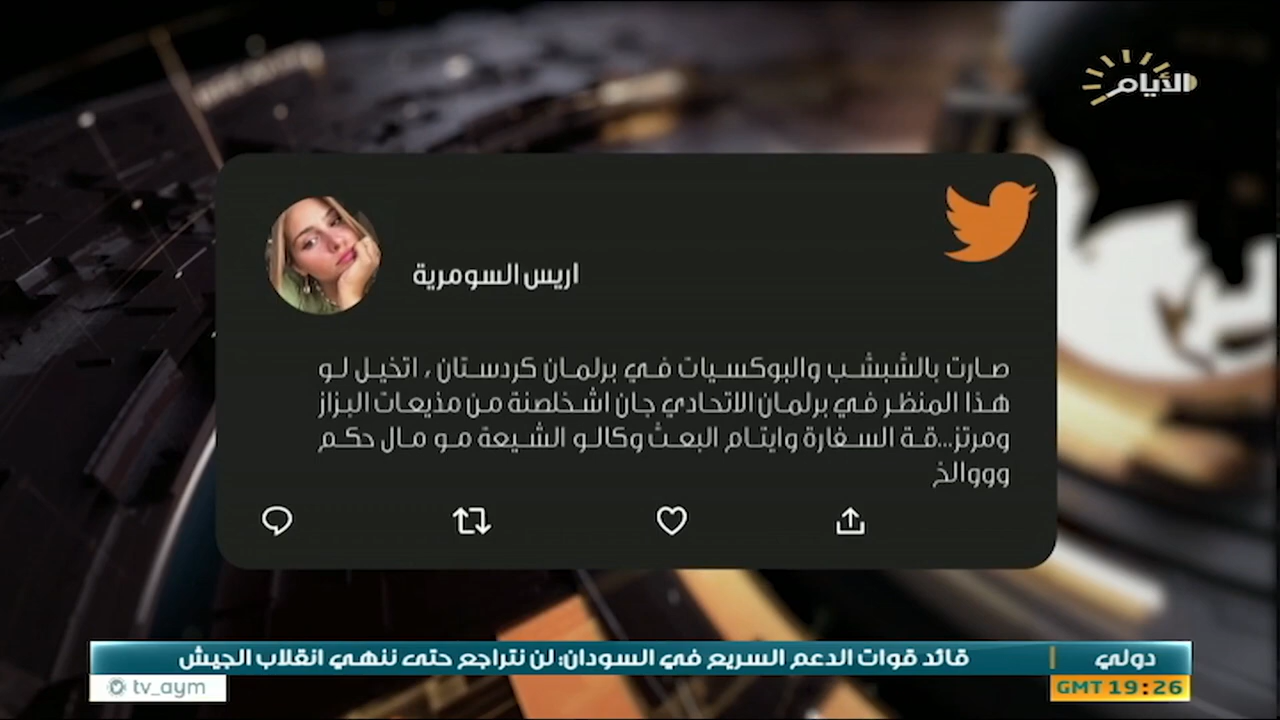 الأيام
اريس السومرية
صارت بالشبشب والبوكسيات في برلمان كردستان ، اتخيل لو
هذا المنظر في برلمان الاتحادي جان اشخلصنة من مذيعات البزاز
ومرتز...قة السفارة وايتام البعث وكالو الشيعة مو مال حكم
وووالخ
دولي
قائد قوات الدعم السريع في السودان: لن نتراجع حتى ننهي انقلاب الجيش
GMT 19:26
tv_aym